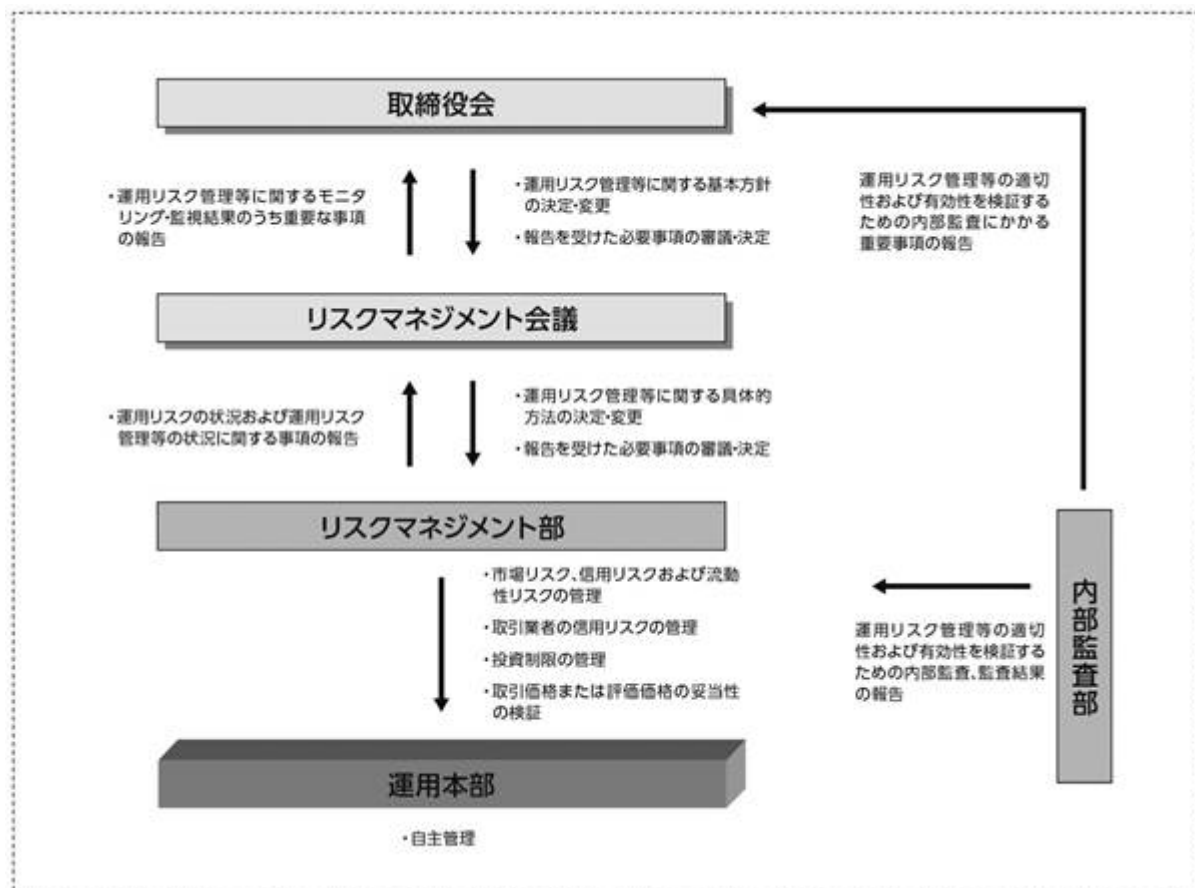 取締役会
・運用リスク管理等に関するモニタ
リング・監視結果のうち重要な事項
の報告
・運用リスク管理等に関する基本方針
の決定・変更
・報告を受けた必要事項の審議・決定
運用リスク管理等の適切
性および有効性を検証する
ための内部監査にかかる
重要事項の報告
リスクマネジメント会議
・運用リスクの状況および運用リスク
管理等の状況に関する事項の報告
・運用リスク管理等に関する具体的
方法の決定・変更
・報告を受けた必要事項の審議・決定
リスクマネジメント部
・市場リスク、信用リスクおよび流動
性リスクの管理
・取引業者の信用リスクの管理
・投資制限の管理
・取引価格または評価価格の妥当性
の検証
運用リスク管理等の適切
性および有効性を検証する
ための内部監査、監査結果
の報告
内部監査部
運用本部
・自主管理